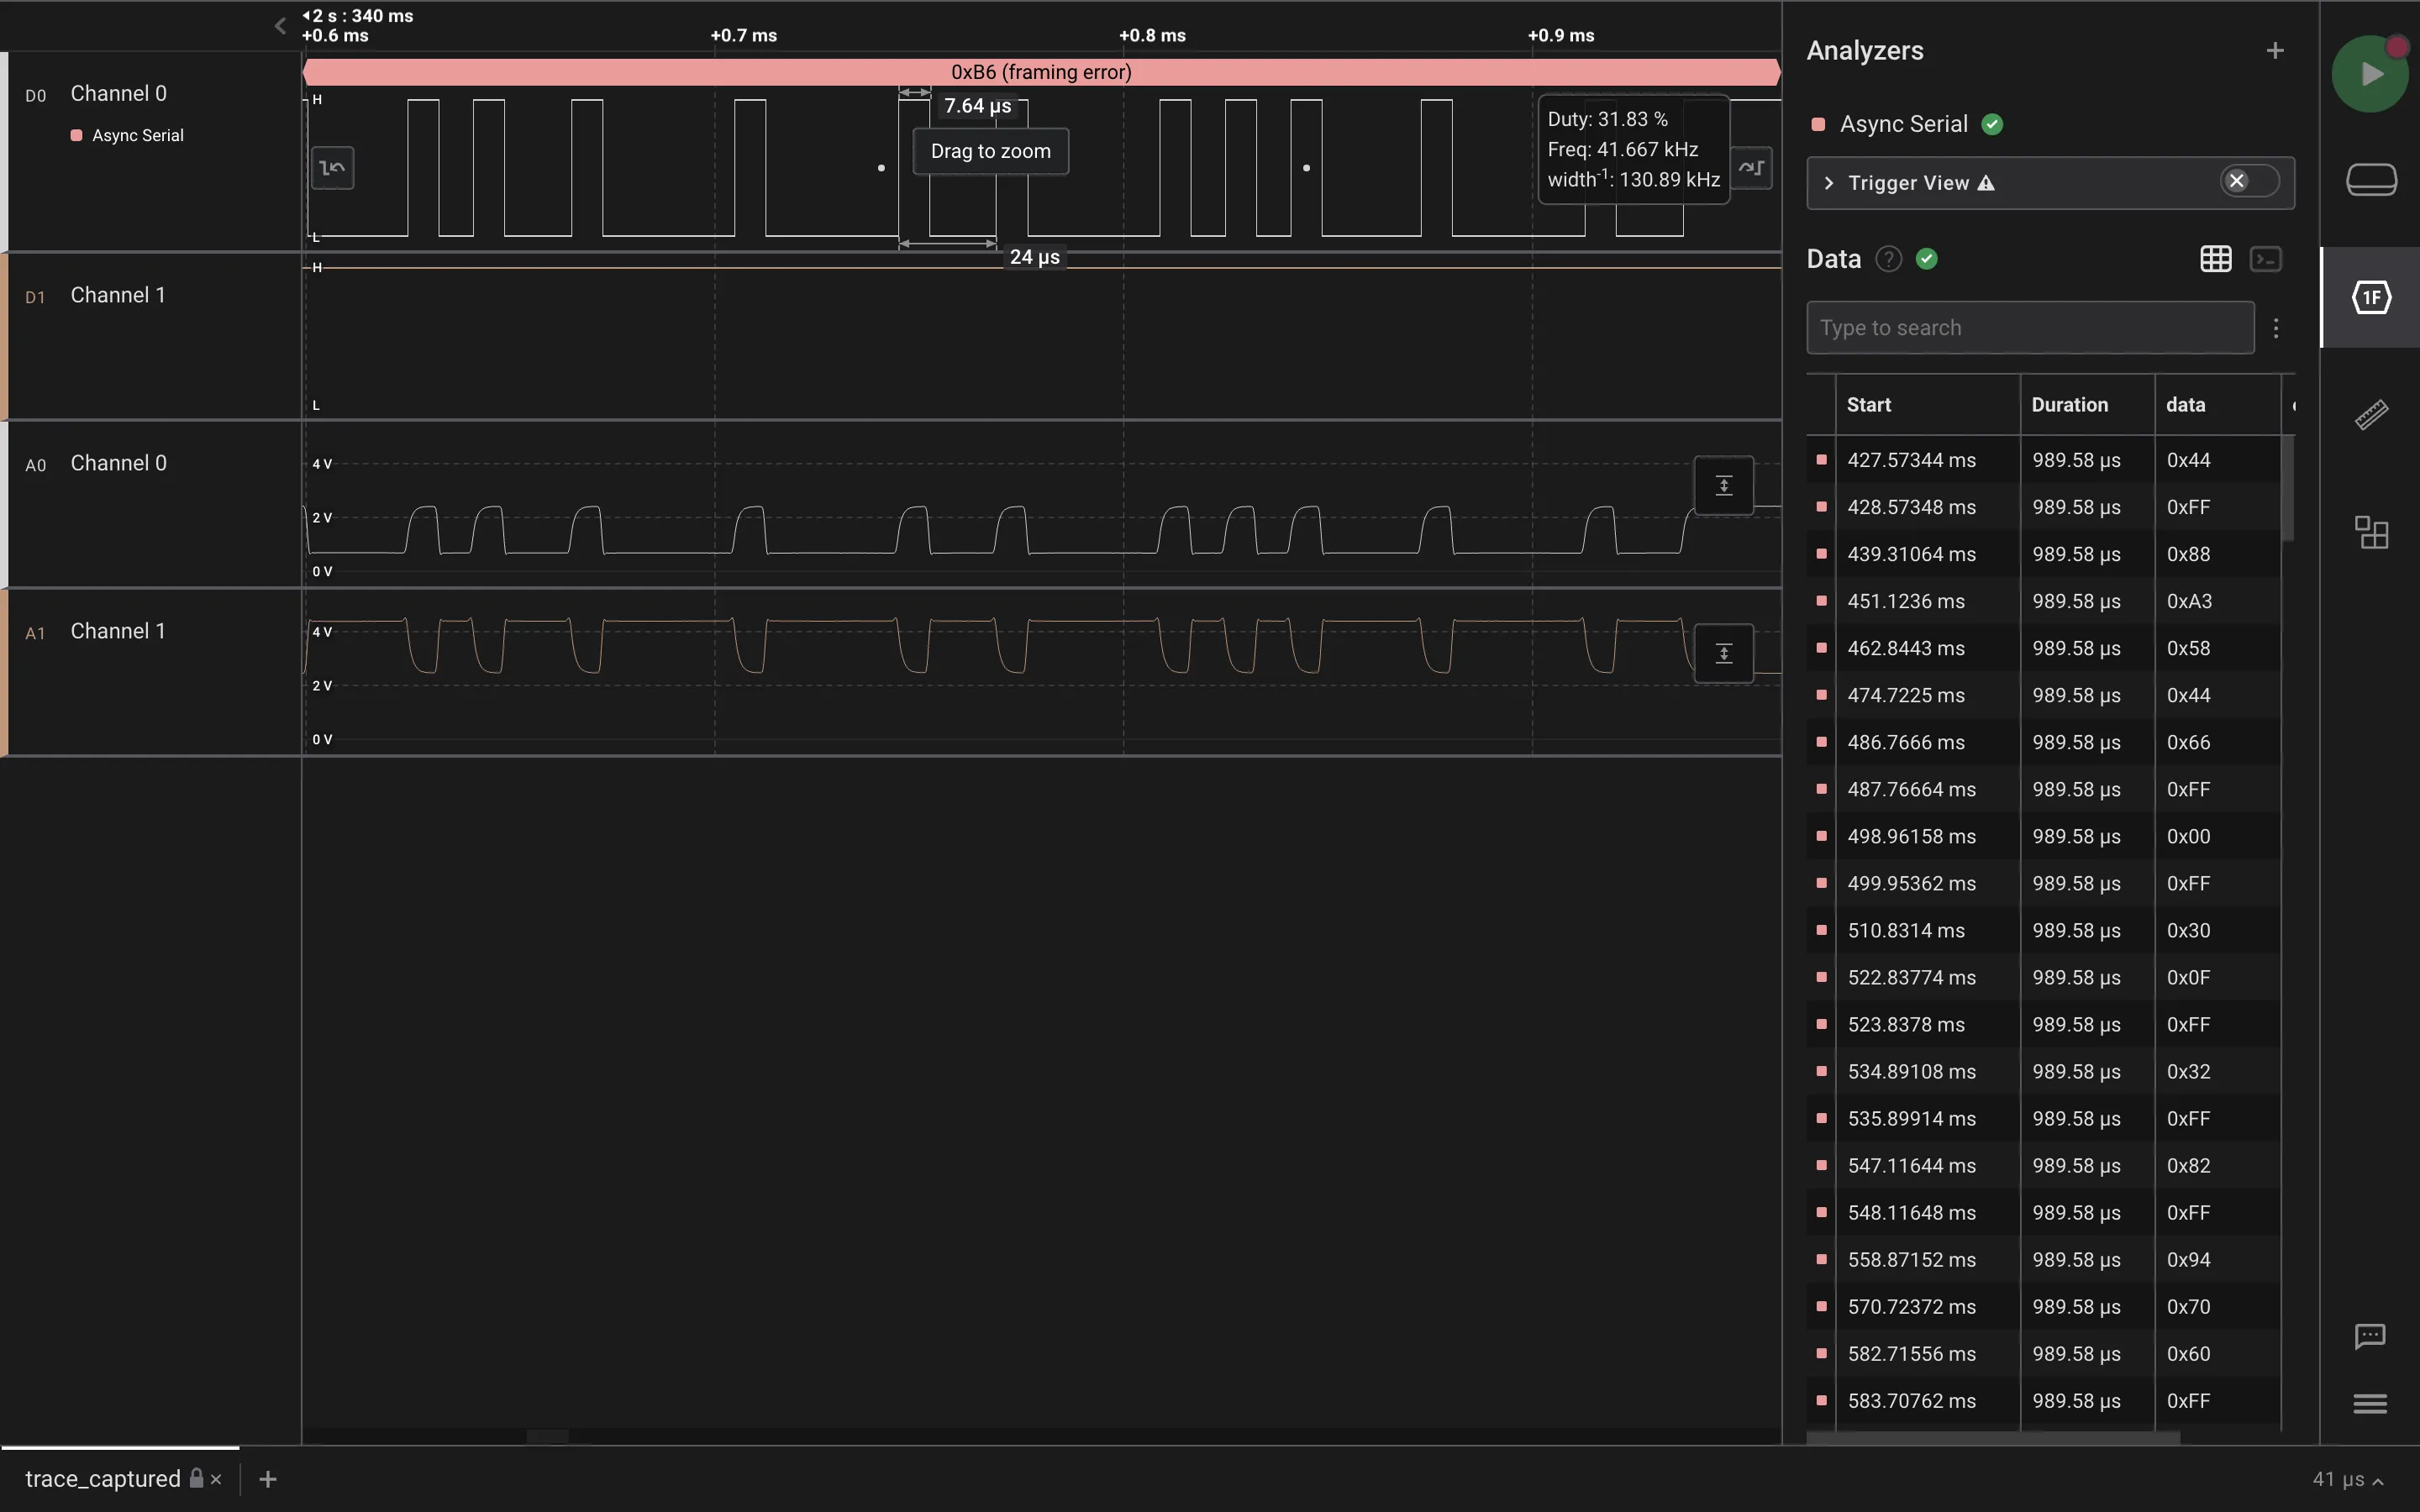 2 s : 340 ms
+0.6 ms
+0.7 ms
+0.8 ms
+0.9 ms
D0
Channel 0
Async Serial
0xB6 (framing error)
H
L
7.64 µs
Drag to zoom
24 µs
Duty: 31.83 %
Freq: 41.667 kHz
width-1: 130.89 kHz
D1
Channel 1
H
L
A0
Channel 0
4 V
2 V
0 V
A1
Channel 1
4 V
2 V
0 V
trace_captured
Analyzers
Async Serial
Trigger View
Data
Type to search
Start Duration data
427.57344 ms 989.58 µs 0x44
428.57348 ms 989.58 µs 0xFF
439.31064 ms 989.58 µs 0x88
451.1236 ms 989.58 µs 0xA3
462.8443 ms 989.58 µs 0x58
474.7225 ms 989.58 µs 0x44
486.7666 ms 989.58 µs 0x66
487.76664 ms 989.58 µs 0xFF
498.96158 ms 989.58 µs 0x00
499.95362 ms 989.58 µs 0xFF
510.8314 ms 989.58 µs 0x30
522.83774 ms 989.58 µs 0x0F
523.8378 ms 989.58 µs 0xFF
534.89108 ms 989.58 µs 0x32
535.89914 ms 989.58 µs 0xFF
547.11644 ms 989.58 µs 0x82
548.11648 ms 989.58 µs 0xFF
558.87152 ms 989.58 µs 0x94
570.72372 ms 989.58 µs 0x70
582.71556 ms 989.58 µs 0x60
583.70762 ms 989.58 µs 0xFF
1F
41 µs